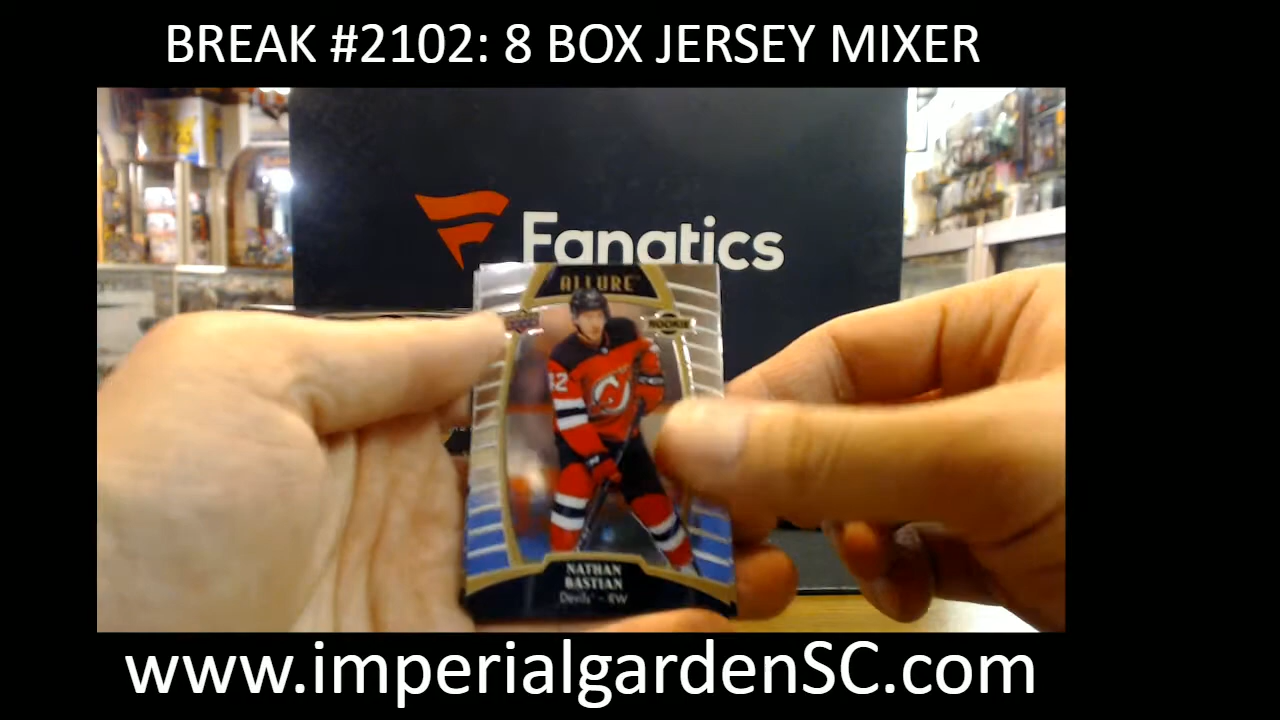 BREAK #2102: 8 BOX JERSEY MIXER
Fanatics
ALLURE
ROOKIE
NATHAN
BASTIAN
Devils - RW
www.imperialgardenSC.com